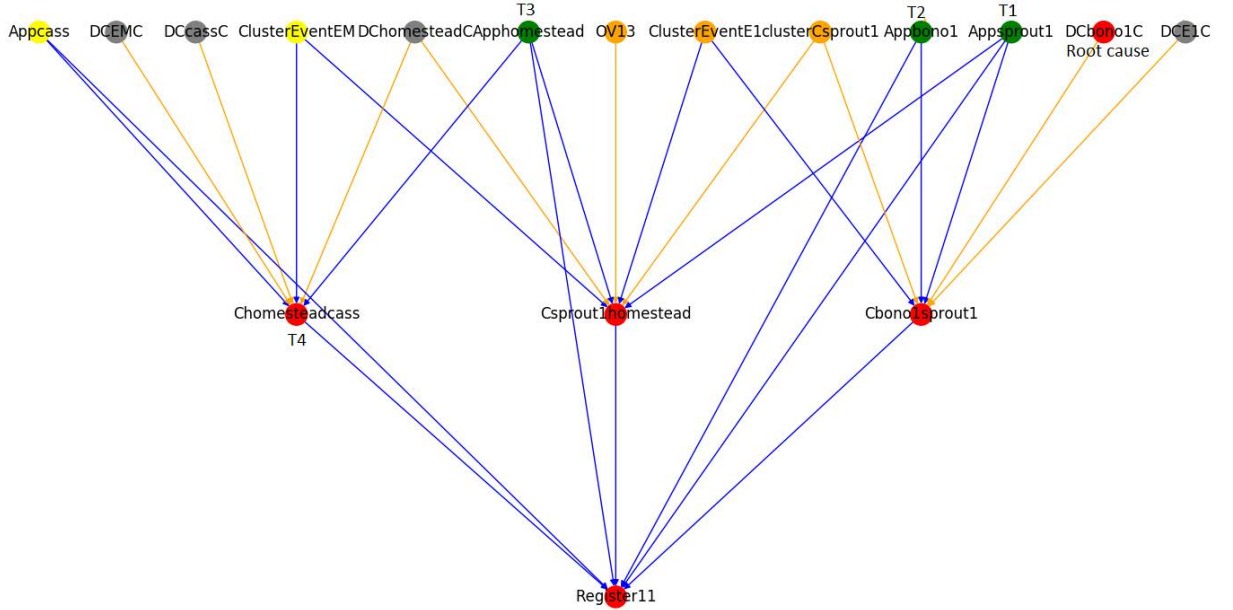 T3
T2
T1
Appcass
DCEMC
DCcassC
ClusterEventEM
DChomesteadC
Apphomestead
OV13
ClusterEventE1
clusterCsprout1
Appbono1
Appsprout1
DCbono1C
DCE1C
Root cause
Chomesteadcass
Csprout1homestead
Cbono1sprout1
T4
Register11